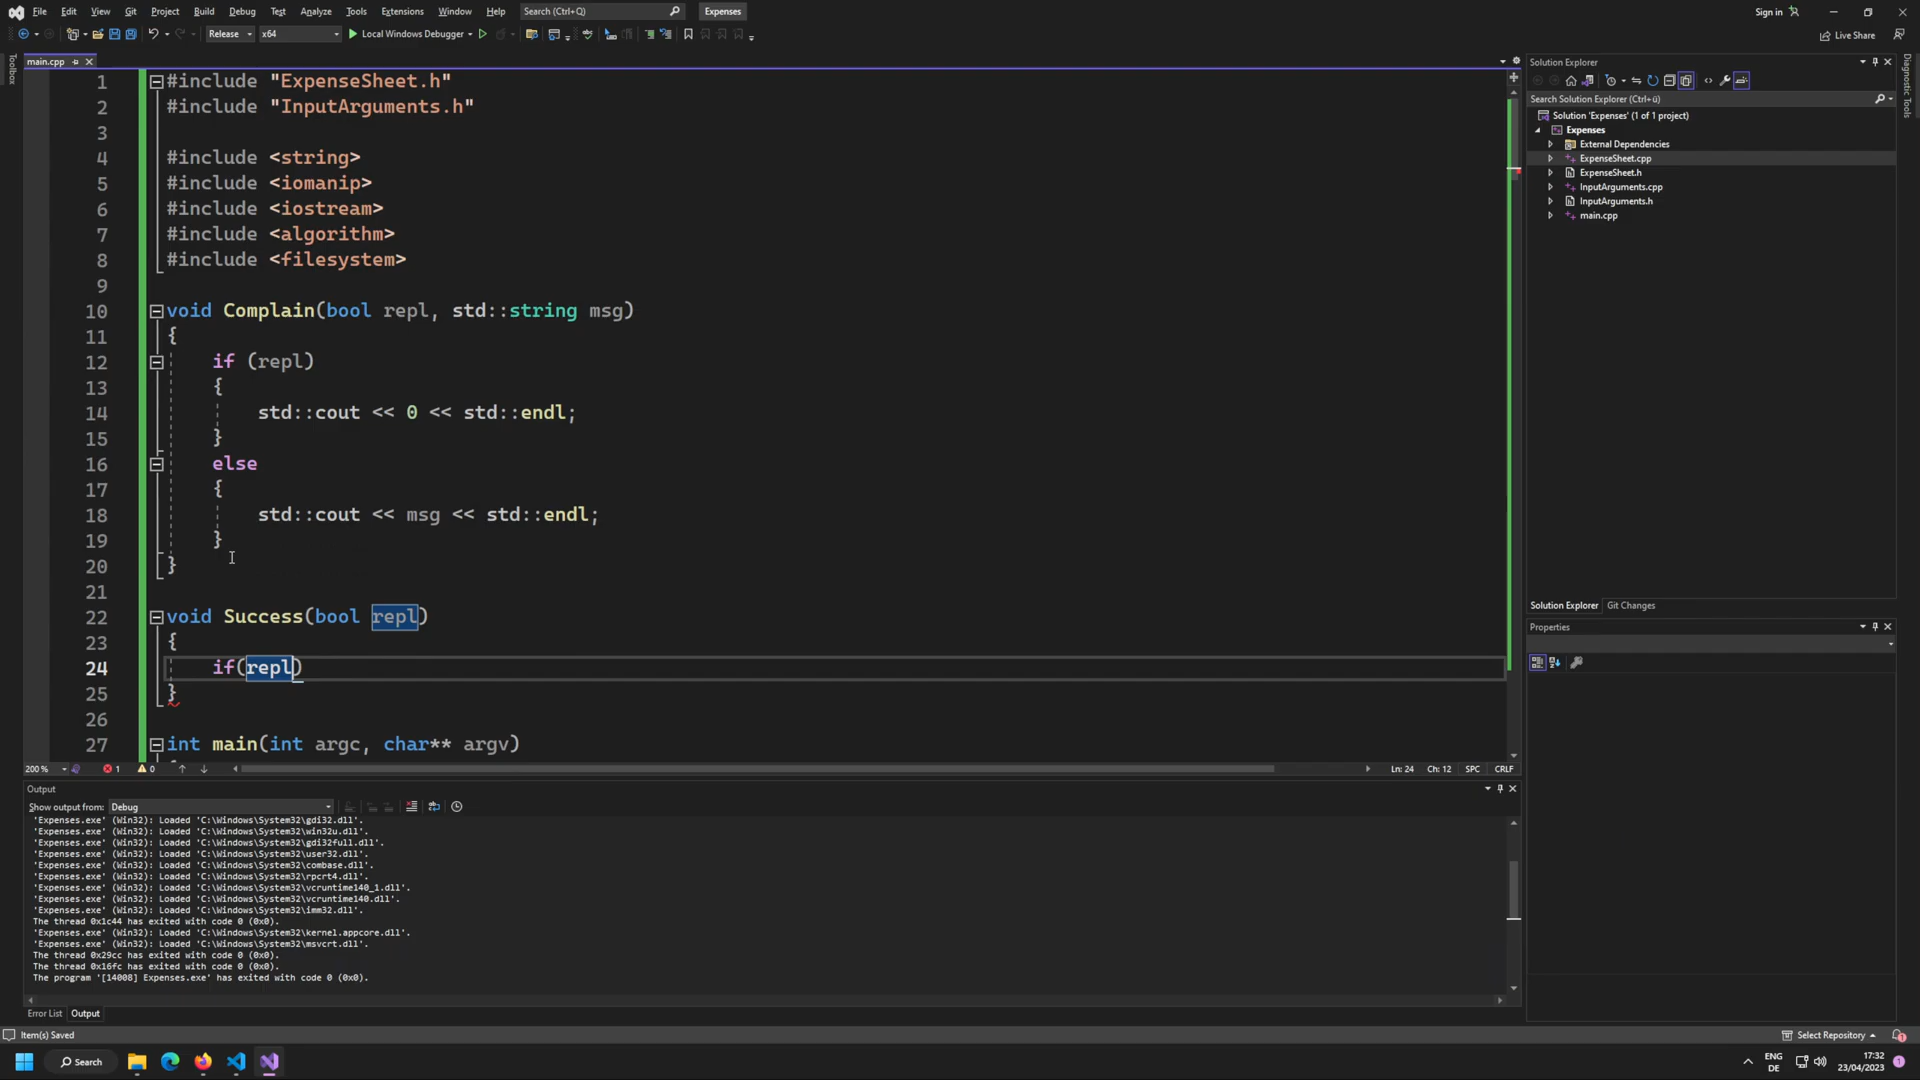 File Edit View Git Project Build Debug Test Analyze Tools Extensions Window Help Search (Ctrl+Q) Expenses Sign in
Release x64 Local Windows Debugger Live Share
Toolbox
main.cpp
1 #include "ExpenseSheet.h"
2 #include "InputArguments.h"
3
4 #include <string>
5 #include <iomanip>
6 #include <iostream>
7 #include <algorithm>
8 #include <filesystem>
9
10 void Complain(bool repl, std::string msg)
11 {
12 if (repl)
13 {
14 std::cout << 0 << std::endl;
15 }
16 else
17 {
18 std::cout << msg << std::endl;
19 }
20 }
21
22 void Success(bool repl)
23 {
24 if(repl)
25 }
26
27 int main(int argc, char** argv)
200 % 1 0 Ln: 24 Ch: 12 SPC CRLF
Solution Explorer
Search Solution Explorer (Ctrl+ü)
Solution 'Expenses' (1 of 1 project)
Expenses
External Dependencies
ExpenseSheet.cpp
ExpenseSheet.h
InputArguments.cpp
InputArguments.h
main.cpp
Solution Explorer Git Changes
Properties
Diagnostic Tools
Output
Show output from: Debug
'Expenses.exe' (Win32): Loaded 'C:\Windows\System32\gdi32.dll'.
'Expenses.exe' (Win32): Loaded 'C:\Windows\System32\win32u.dll'.
'Expenses.exe' (Win32): Loaded 'C:\Windows\System32\gdi32full.dll'.
'Expenses.exe' (Win32): Loaded 'C:\Windows\System32\user32.dll'.
'Expenses.exe' (Win32): Loaded 'C:\Windows\System32\combase.dll'.
'Expenses.exe' (Win32): Loaded 'C:\Windows\System32\rpcrt4.dll'.
'Expenses.exe' (Win32): Loaded 'C:\Windows\System32\vcruntime140_1.dll'.
'Expenses.exe' (Win32): Loaded 'C:\Windows\System32\vcruntime140.dll'.
'Expenses.exe' (Win32): Loaded 'C:\Windows\System32\imm32.dll'.
The thread 0x1c44 has exited with code 0 (0x0).
'Expenses.exe' (Win32): Loaded 'C:\Windows\System32\kernel.appcore.dll'.
'Expenses.exe' (Win32): Loaded 'C:\Windows\System32\msvcrt.dll'.
The thread 0x29cc has exited with code 0 (0x0).
The thread 0x16fc has exited with code 0 (0x0).
The program '[14008] Expenses.exe' has exited with code 0 (0x0).
Error List Output
Item(s) Saved Select Repository 1
Search ENG 17:32 1
DE 23/04/2023